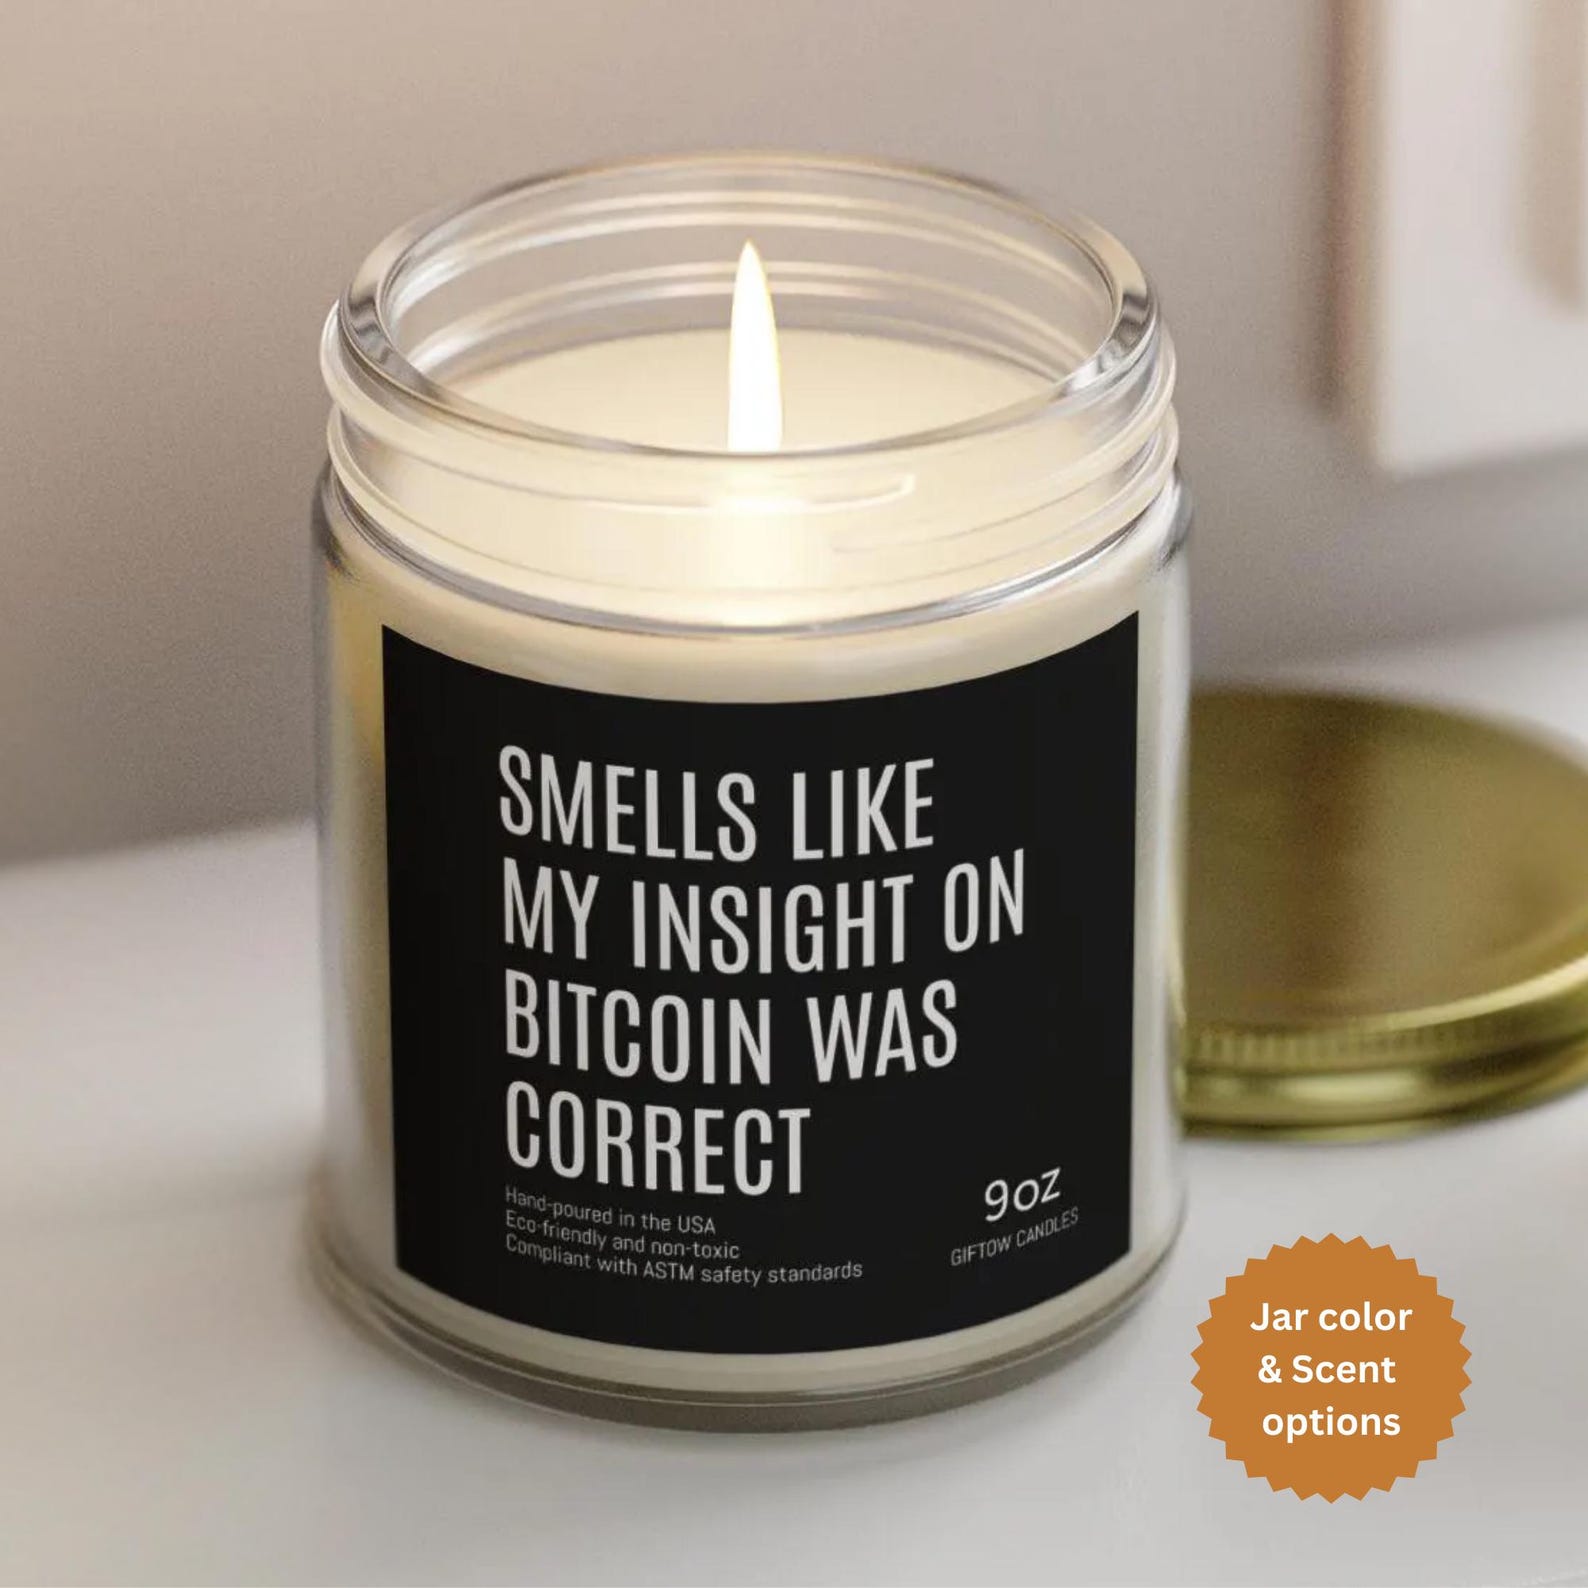 SMELLS LIKE
MY INSIGHT ON
BITCOIN WAS
CORRECT
Hand-poured in the USA
Eco-friendly and non-toxic
Compliant with ASTM safety standards
9oz
GIFTOW CANDLES
Jar color
& Scent
options